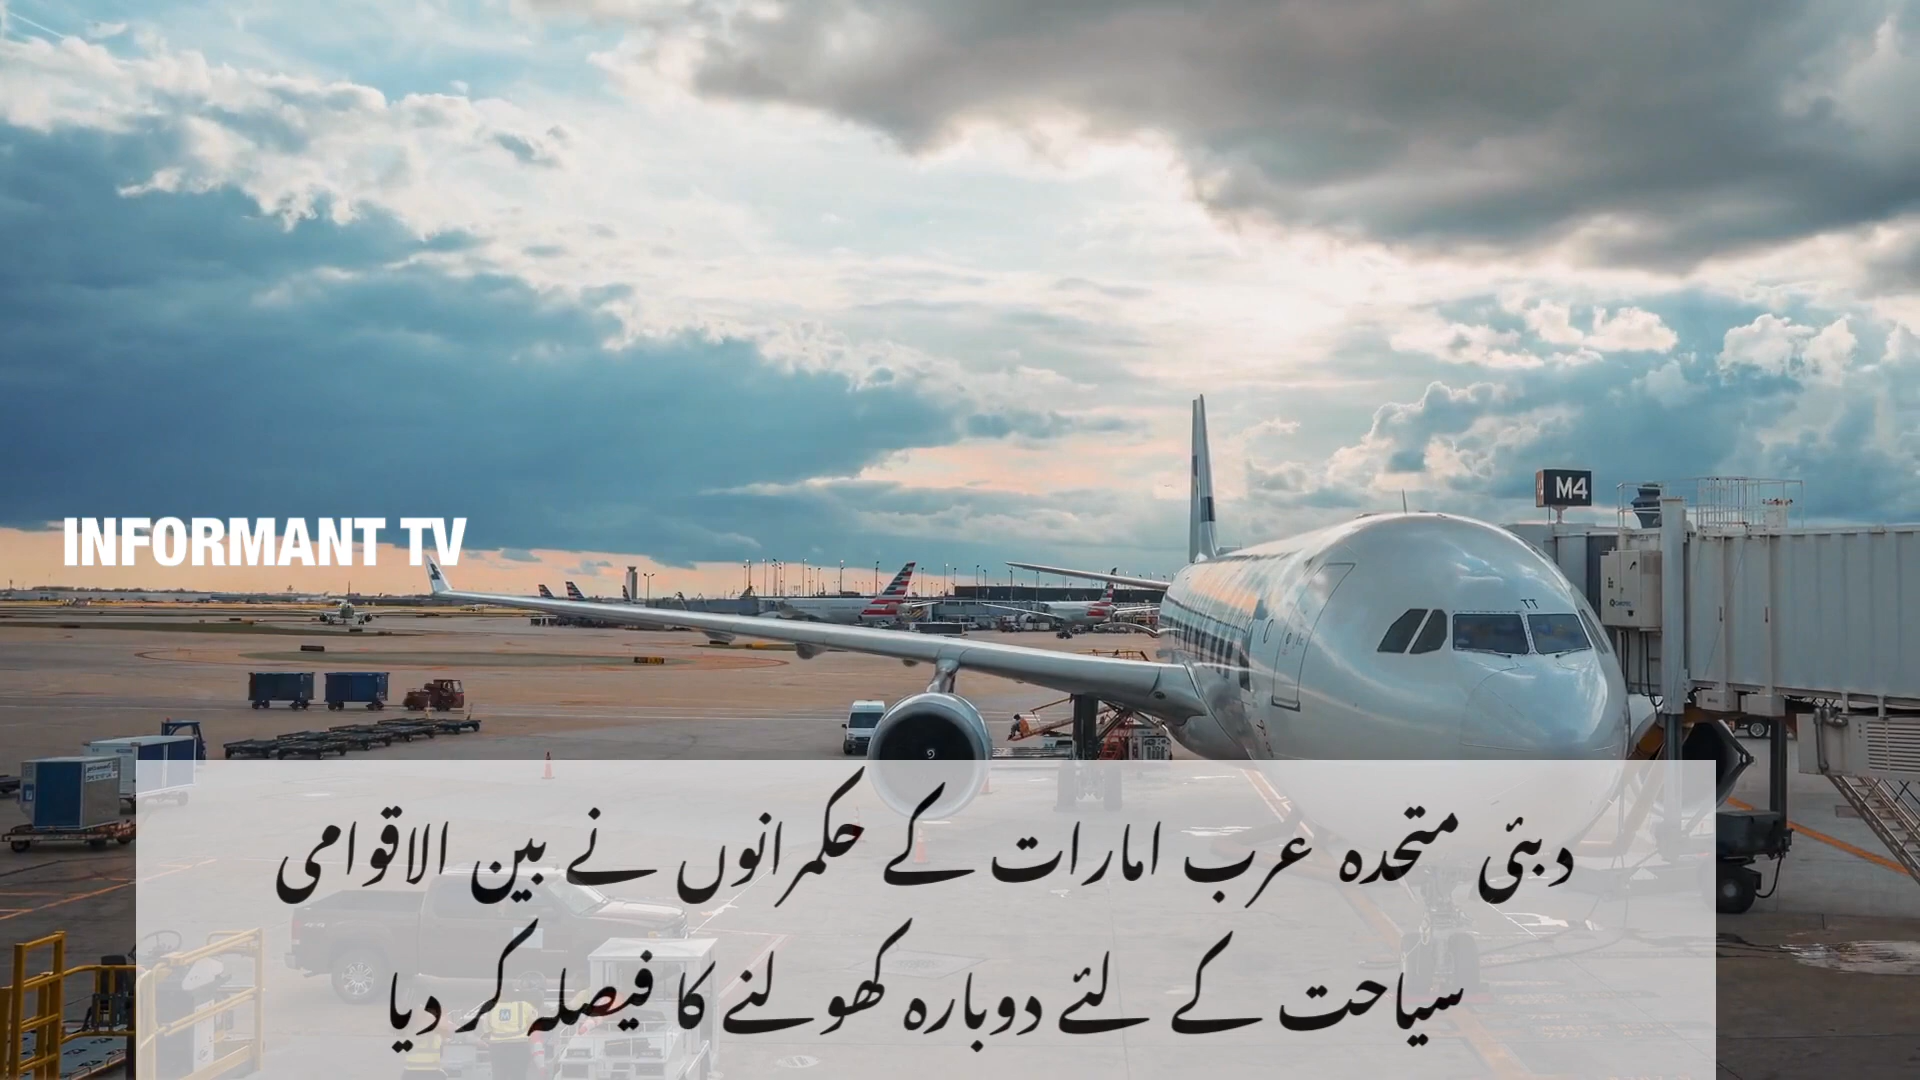 M4
INFORMANT TV
TT
دبئی متحدہ عرب امارات کے حکمرانوں نے بین الاقوامی
سیاحت کے لئے دوبارہ کھولنے کا فیصلہ کر دیا